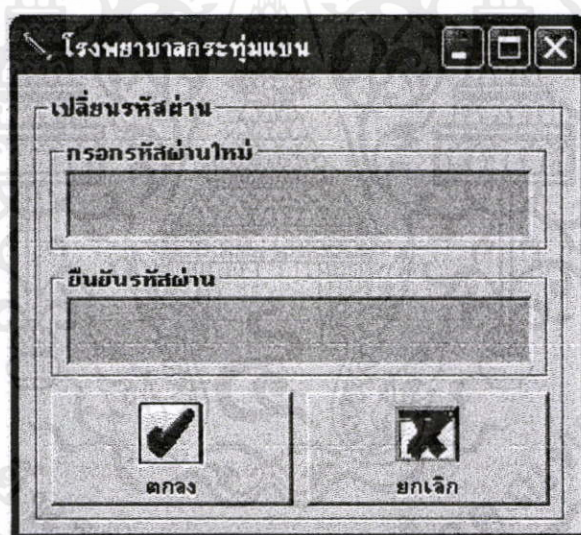 โรงพยาบาลกระทุ่มแบน
เปลี่ยนรหัสผ่าน
กรอกรหัสผ่านใหม่
ยืนยันรหัสผ่าน
ตกลง
ยกเลิก